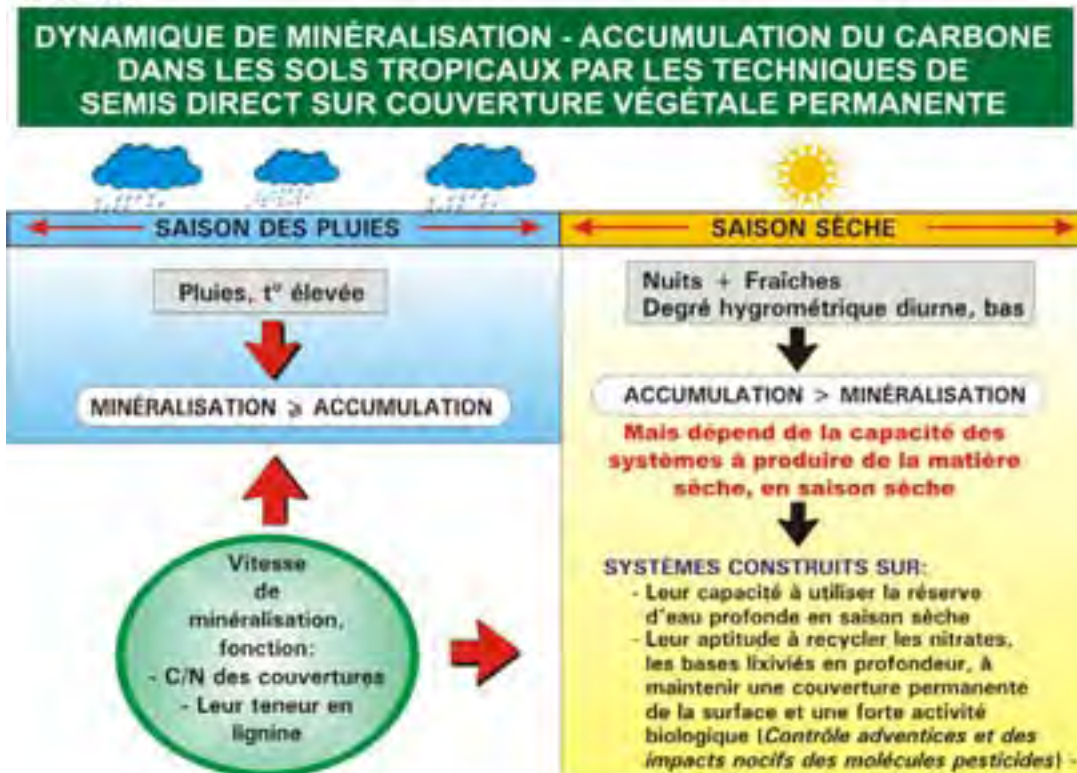 DYNAMIQUE DE MINÉRALISATION - ACCUMULATION DU CARBONE
DANS LES SOLS TROPICAUX PAR LES TECHNIQUES DE
SEMIS DIRECT SUR COUVERTURE VÉGÉTALE PERMANENTE
SAISON DES PLUIES
Pluies, t° élevée
MINÉRALISATION ⩾ ACCUMULATION
Vitesse
de
minéralisation,
fonction:
- C/N des couvertures
- Leur teneur en
lignine
SAISON SÈCHE
Nuits + Fraîches
Degré hygrométrique diurne, bas
ACCUMULATION > MINÉRALISATION
Mais dépend de la capacité des
systèmes à produire de la matière
sèche, en saison sèche
SYSTÈMES CONSTRUITS SUR:
- Leur capacité à utiliser la réserve
d'eau profonde en saison sèche
- Leur aptitude à recycler les nitrates,
les bases lixiviés en profondeur, à
maintenir une couverture permanente
de la surface et une forte activité
biologique (Contrôle adventices et des
impacts nocifs des molécules pesticides) -